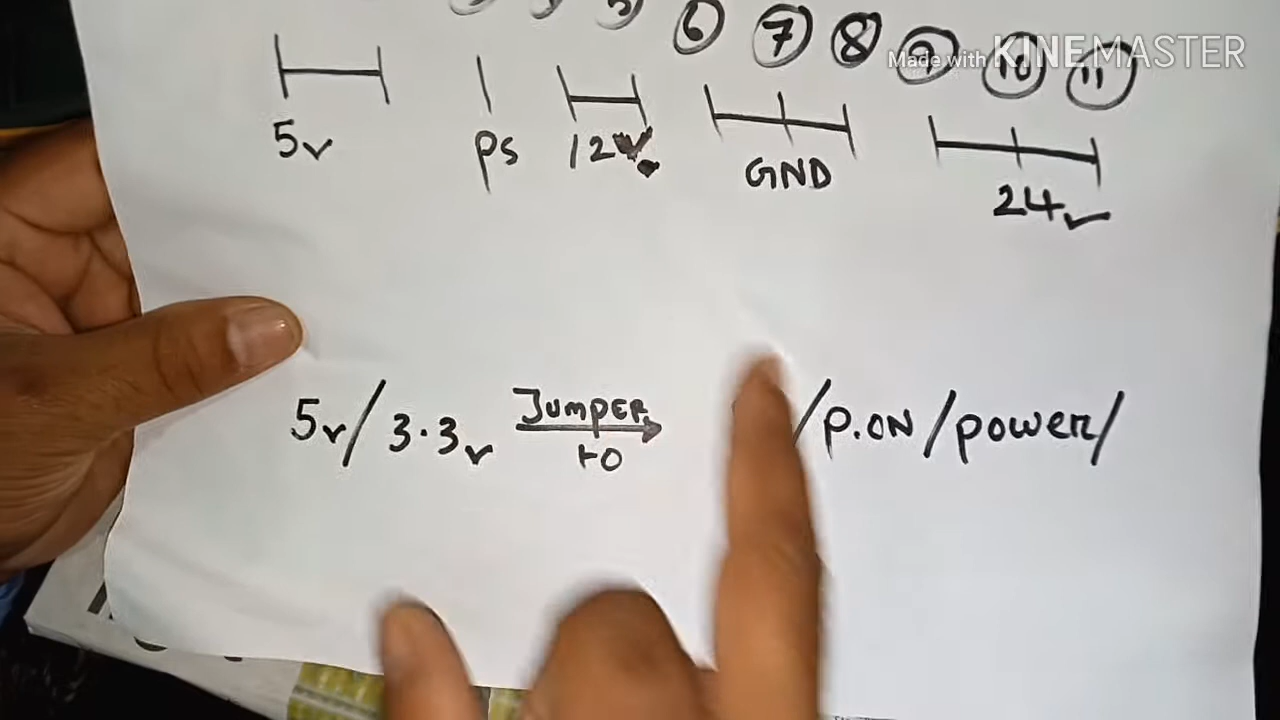 6 7 8 9 10 11
Made with KINEMASTER
5v ps 12v GND 24v
5v/3.3v JUMPER to /P.ON/POWER/